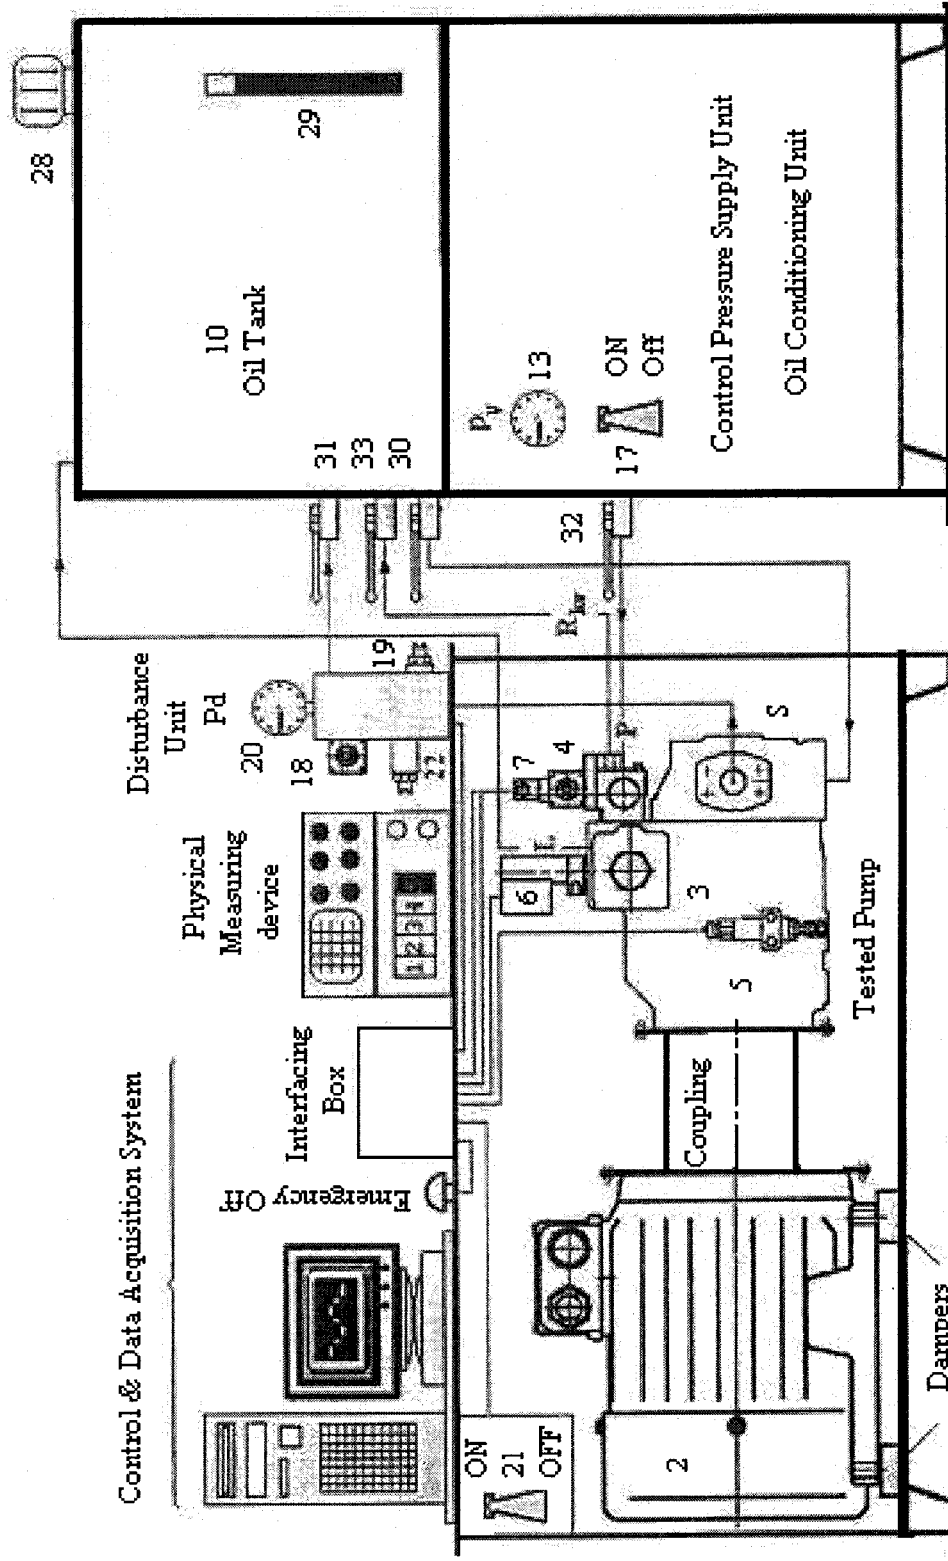 Control & Data Acquisition System
Physical
Measuring
device
Disturbance
Unit
Pd
28
20
18
19
22
Interfacing
Box
Emergency Off
1 2 3 4
10
Oil Tank
29
31
33
30
ON
21
OFF
6
L
7
4
P
R
32
Pv
13
17
ON
Off
Control Pressure Supply Unit
Oil Conditioning Unit
2
Coupling
5
3
S
Tested Pump
Dampers